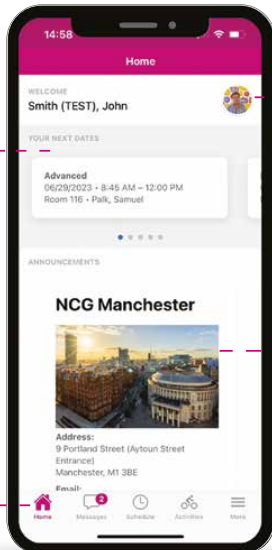 14:58
Home
WELCOME
Smith (TEST), John
YOUR NEXT DATES
Advanced
06/29/2023 • 8:45 AM – 12:00 PM
Room 116 • Palk, Samuel
ANNOUNCEMENTS
NCG Manchester
Address:
9 Portland Street (Aytoun Street
Entrance)
Manchester, M1 3BE
Email:
2
Home Messages Schedule Activities Menu